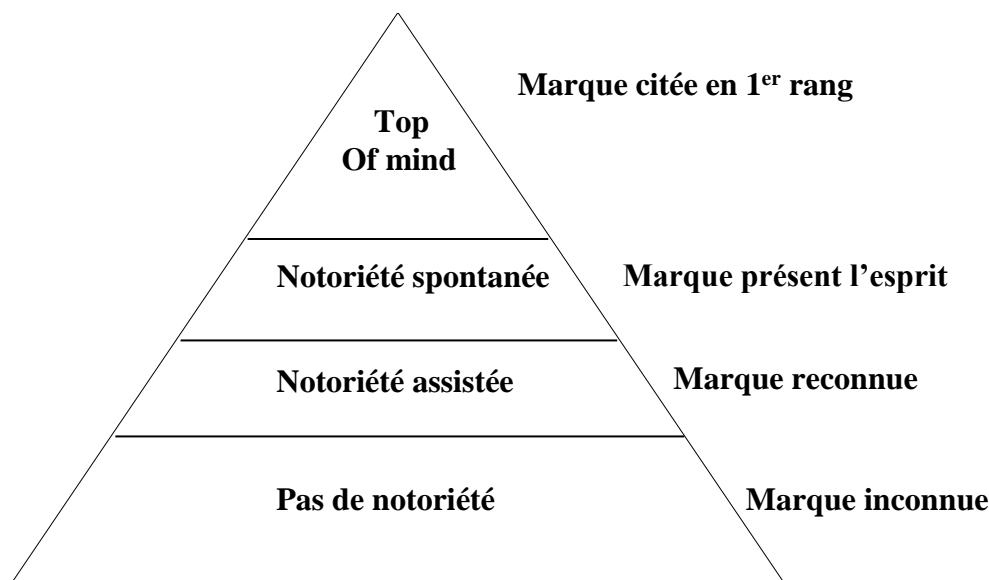 Marque citée en 1er rang
Top
Of mind
Notoriété spontanée
Marque présent l’esprit
Notoriété assistée
Marque reconnue
Pas de notoriété
Marque inconnue